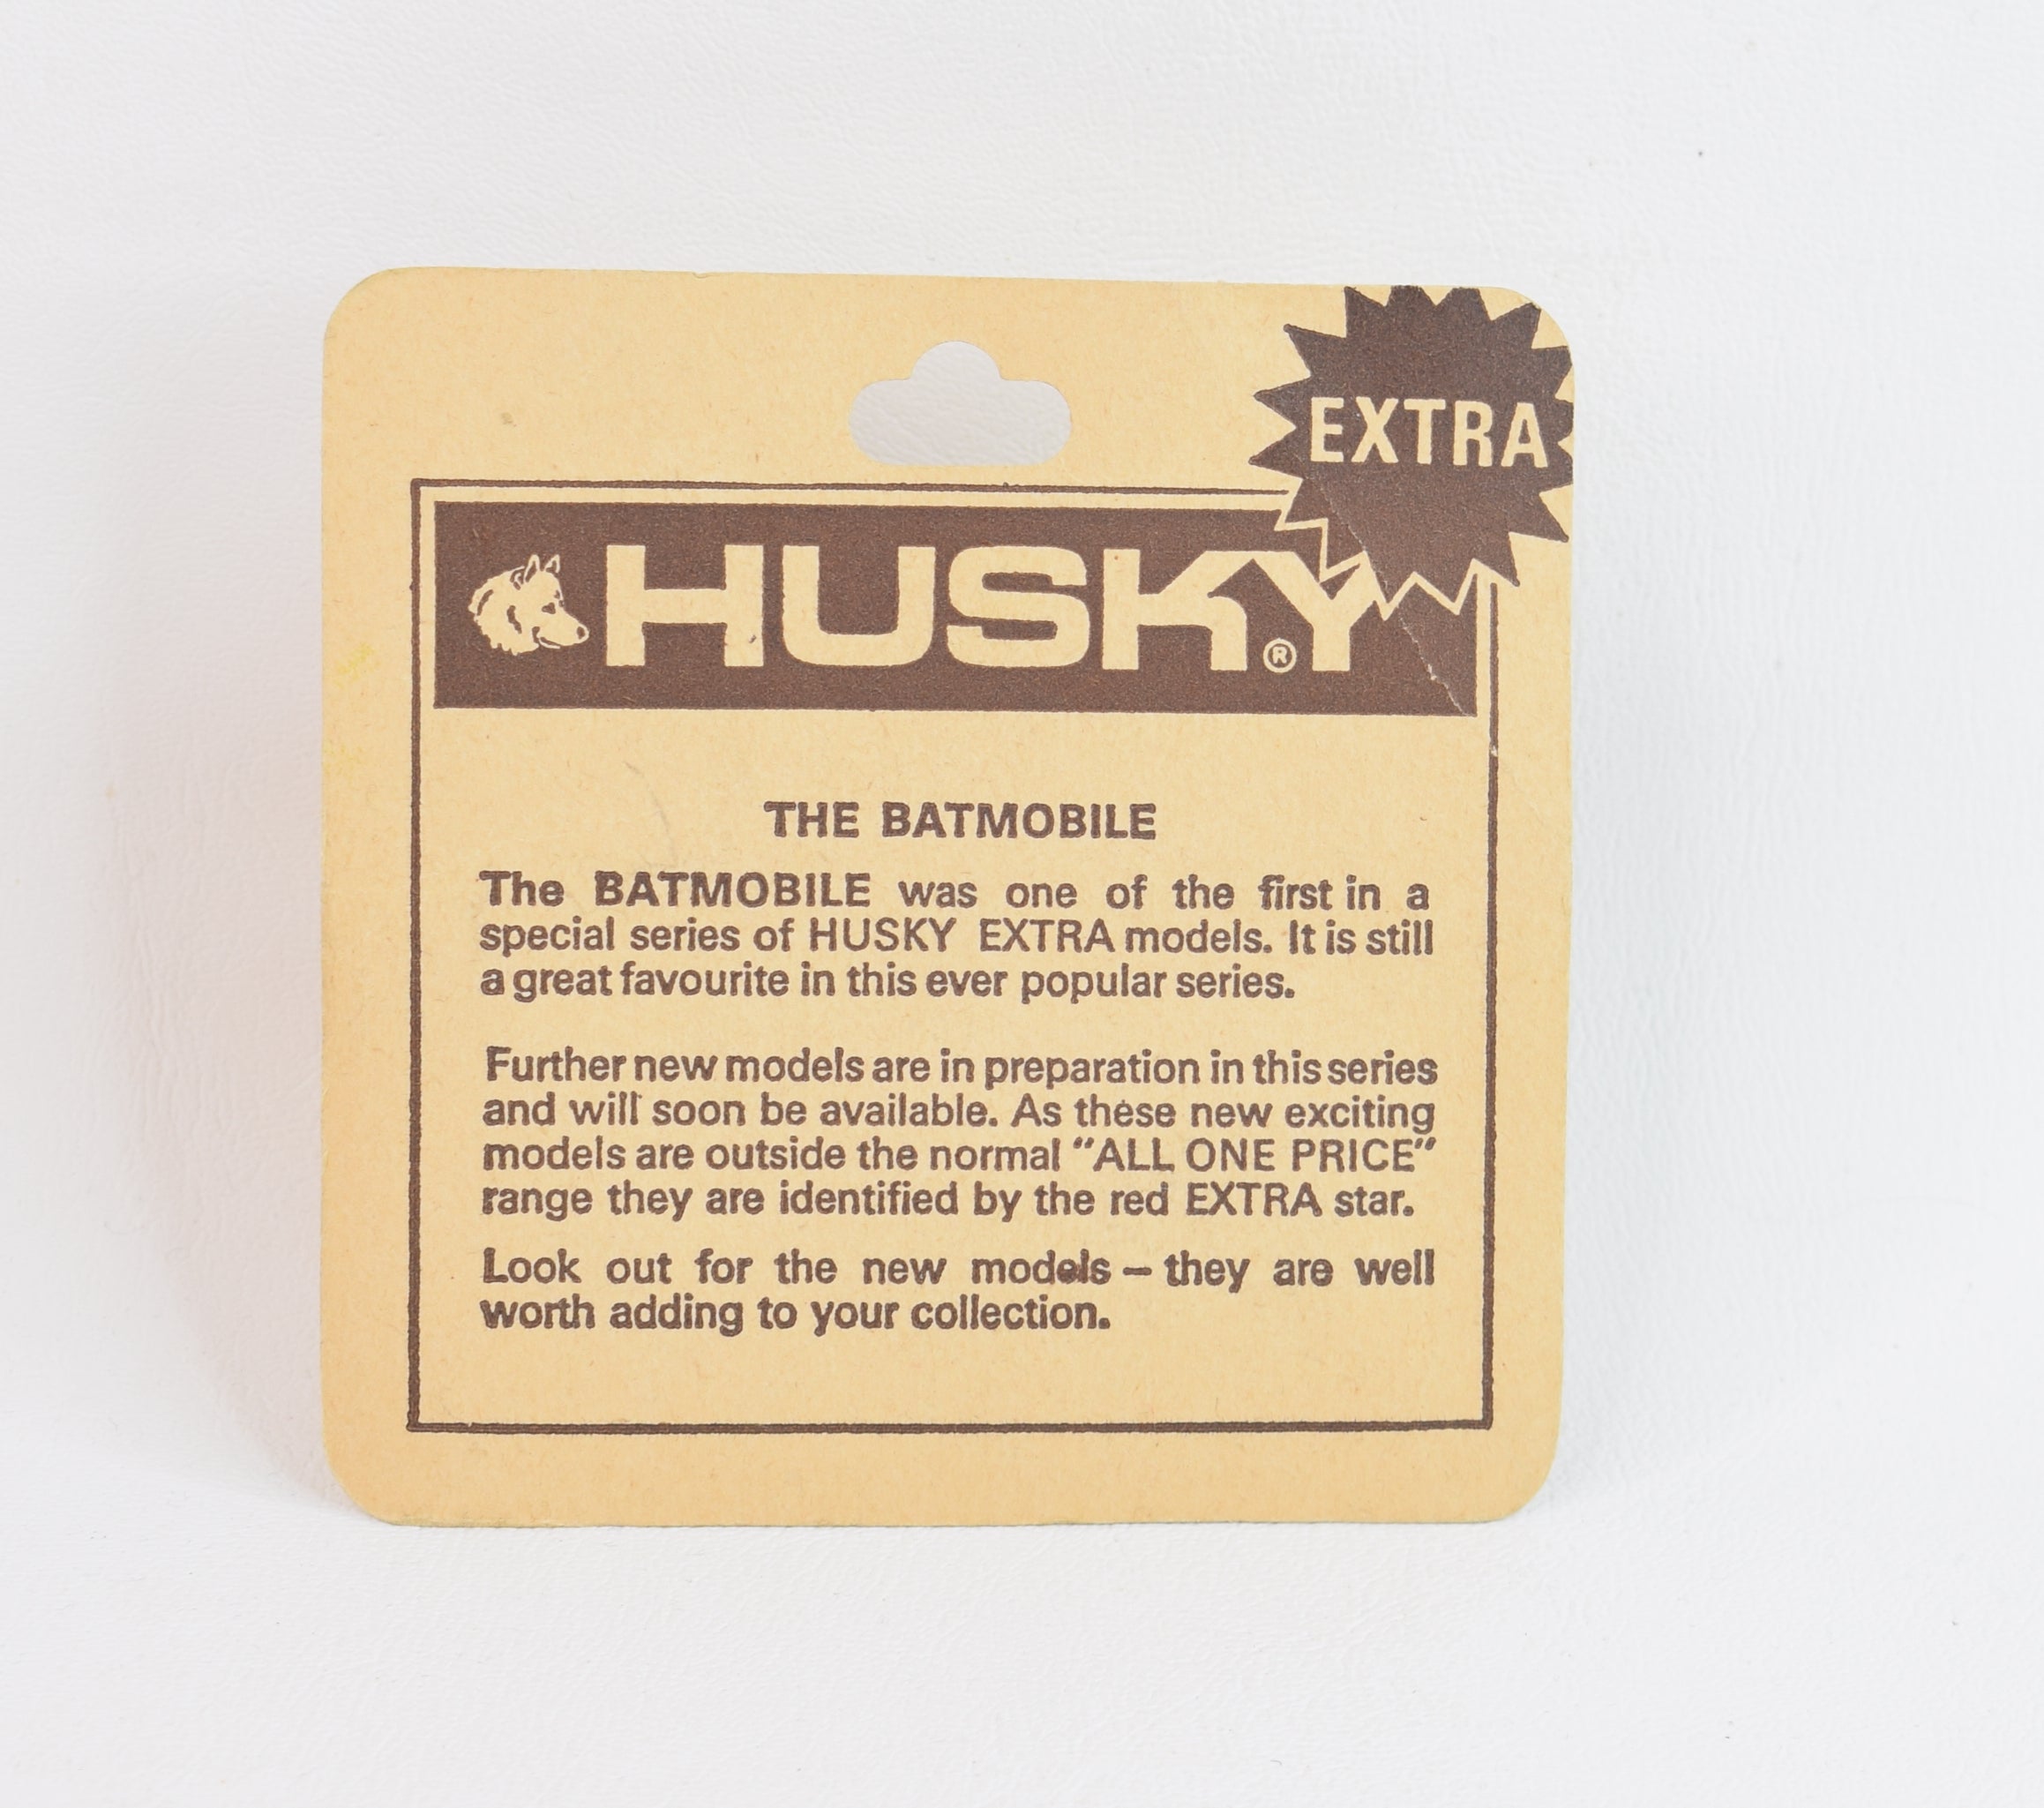 EXTRA
HUSKY®
THE BATMOBILE
The BATMOBILE was one of the first in a
special series of HUSKY EXTRA models. It is still
a great favourite in this ever popular series.
Further new models are in preparation in this series
and will soon be available. As these new exciting
models are outside the normal "ALL ONE PRICE"
range they are identified by the red EXTRA star.
Look out for the new models – they are well
worth adding to your collection.